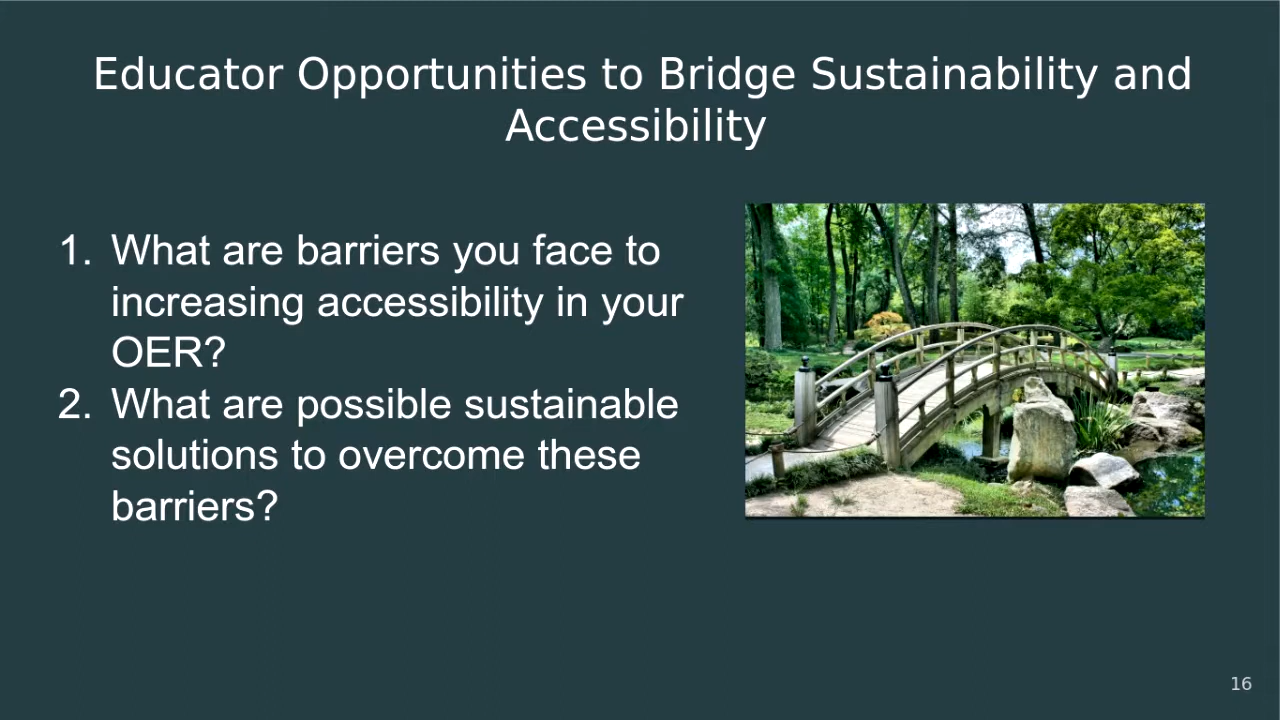 Educator Opportunities to Bridge Sustainability and
Accessibility
1. What are barriers you face to
increasing accessibility in your
OER?
2. What are possible sustainable
solutions to overcome these
barriers?
16